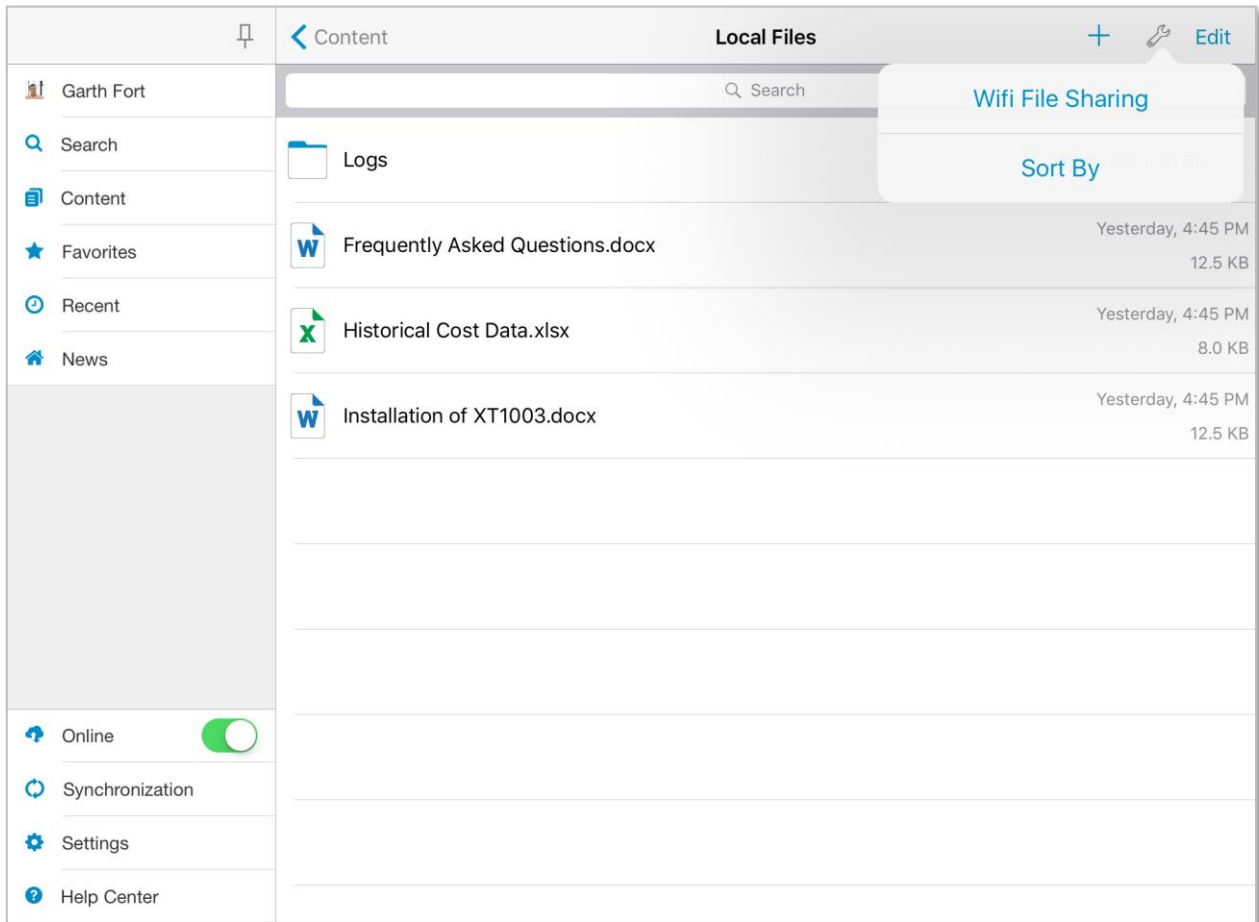 Content
Local Files
Edit
Garth Fort
Search
Content
Favorites
Recent
News
Online
Synchronization
Settings
Help Center
Search
Wifi File Sharing
Sort By
Logs
Frequently Asked Questions.docx
Yesterday, 4:45 PM
12.5 KB
Historical Cost Data.xlsx
Yesterday, 4:45 PM
8.0 KB
Installation of XT1003.docx
Yesterday, 4:45 PM
12.5 KB